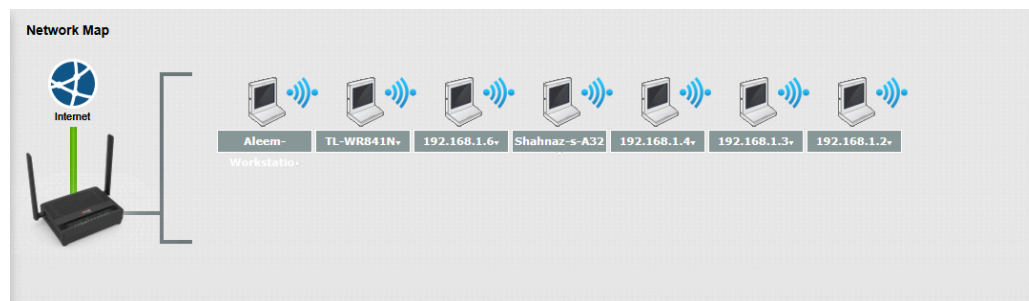 Network Map
Internet
Aleem-
Workstatio
TL-WR841N
192.168.1.6
Shahnaz-s-A32
192.168.1.4
192.168.1.3
192.168.1.2